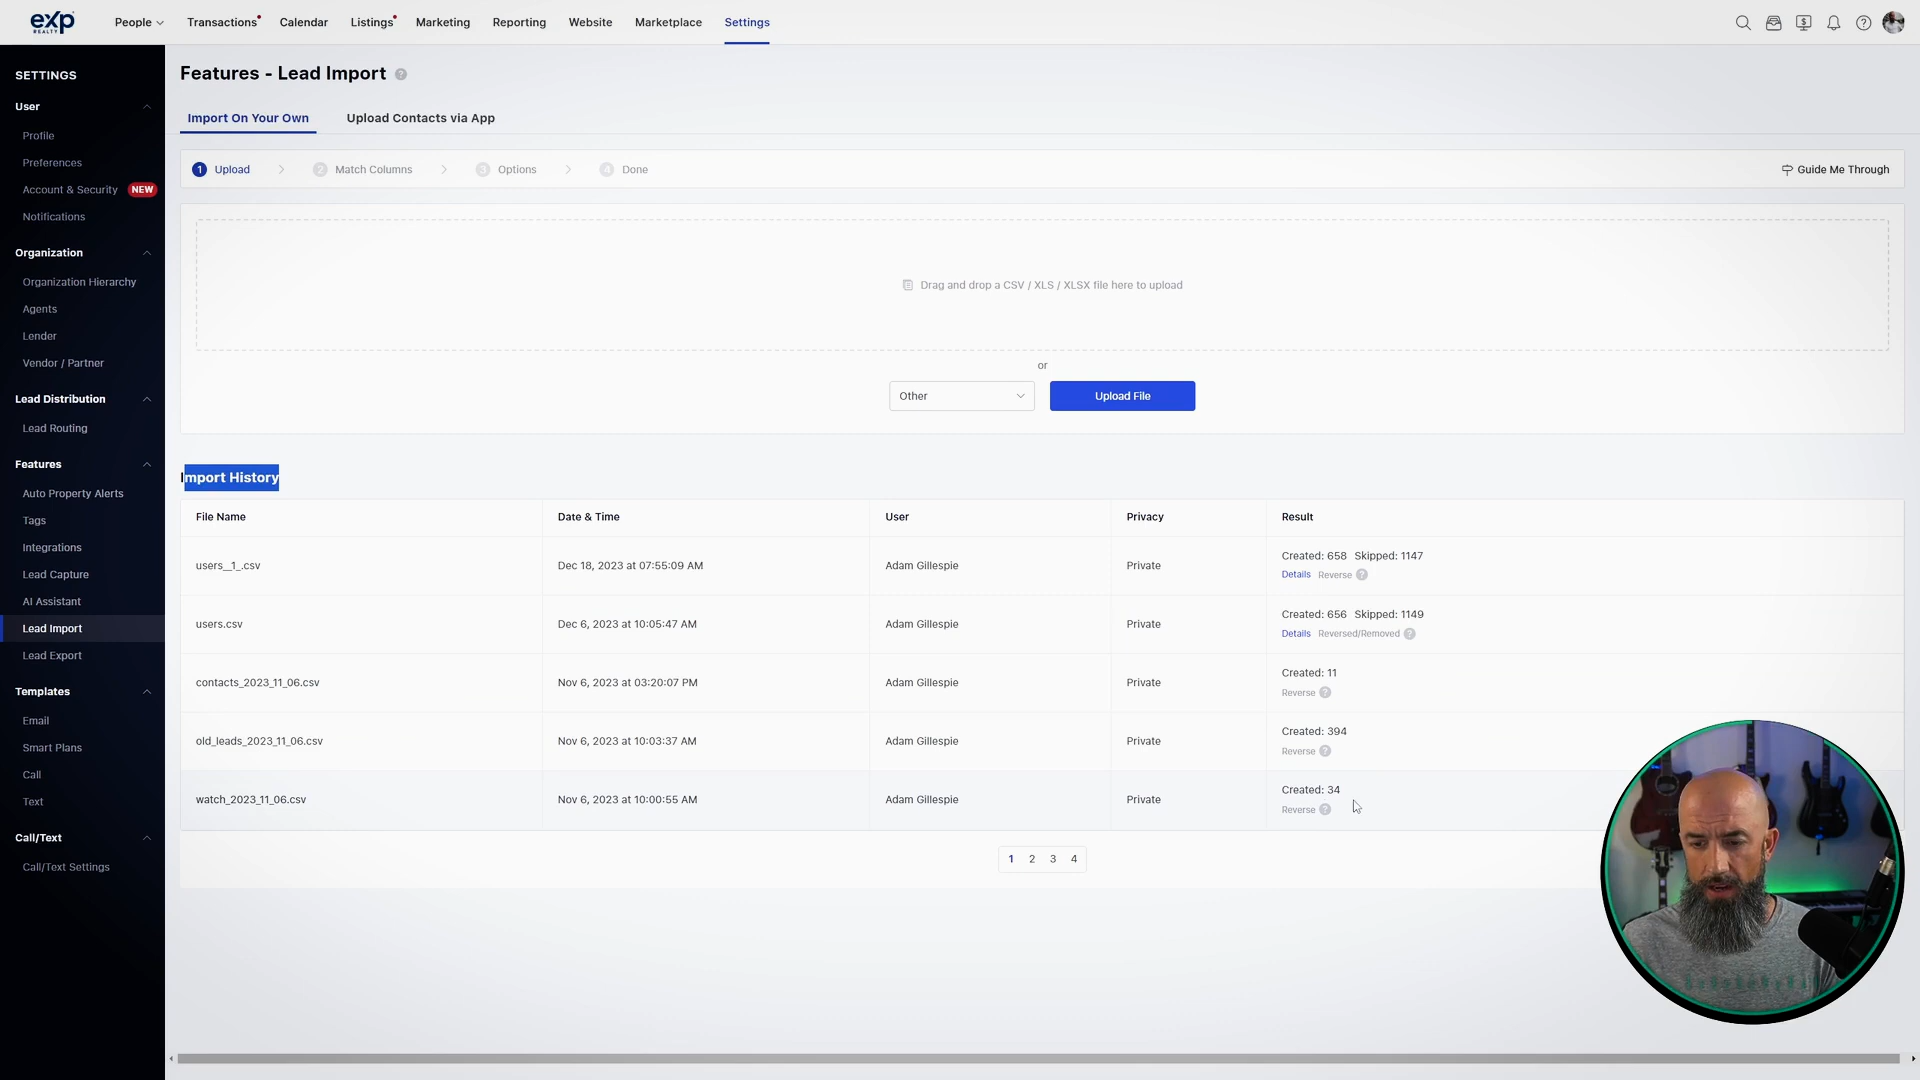 exp
REALTY
People
Transactions
Calendar
Listings
Marketing
Reporting
Website
Marketplace
Settings
SETTINGS
User
Profile
Preferences
Account & Security NEW
Notifications
Organization
Organization Hierarchy
Agents
Lender
Vendor / Partner
Lead Distribution
Lead Routing
Features
Auto Property Alerts
Tags
Integrations
Lead Capture
AI Assistant
Lead Import
Lead Export
Templates
Email
Smart Plans
Call
Text
Call/Text
Call/Text Settings
Features - Lead Import ?
Import On Your Own
Upload Contacts via App
1 Upload
2 Match Columns
3 Options
4 Done
Guide Me Through
Drag and drop a CSV / XLS / XLSX file here to upload
or
Other
Upload File
Import History
File Name Date & Time User Privacy Result
users__1_.csv Dec 18, 2023 at 07:55:09 AM Adam Gillespie Private Created: 658 Skipped: 1147
Details Reverse ?
users.csv Dec 6, 2023 at 10:05:47 AM Adam Gillespie Private Created: 656 Skipped: 1149
Details Reversed/Removed ?
contacts_2023_11_06.csv Nov 6, 2023 at 03:20:07 PM Adam Gillespie Private Created: 11
Reverse ?
old_leads_2023_11_06.csv Nov 6, 2023 at 10:03:37 AM Adam Gillespie Private Created: 394
Reverse ?
watch_2023_11_06.csv Nov 6, 2023 at 10:00:55 AM Adam Gillespie Private Created: 34
Reverse ?
1 2 3 4